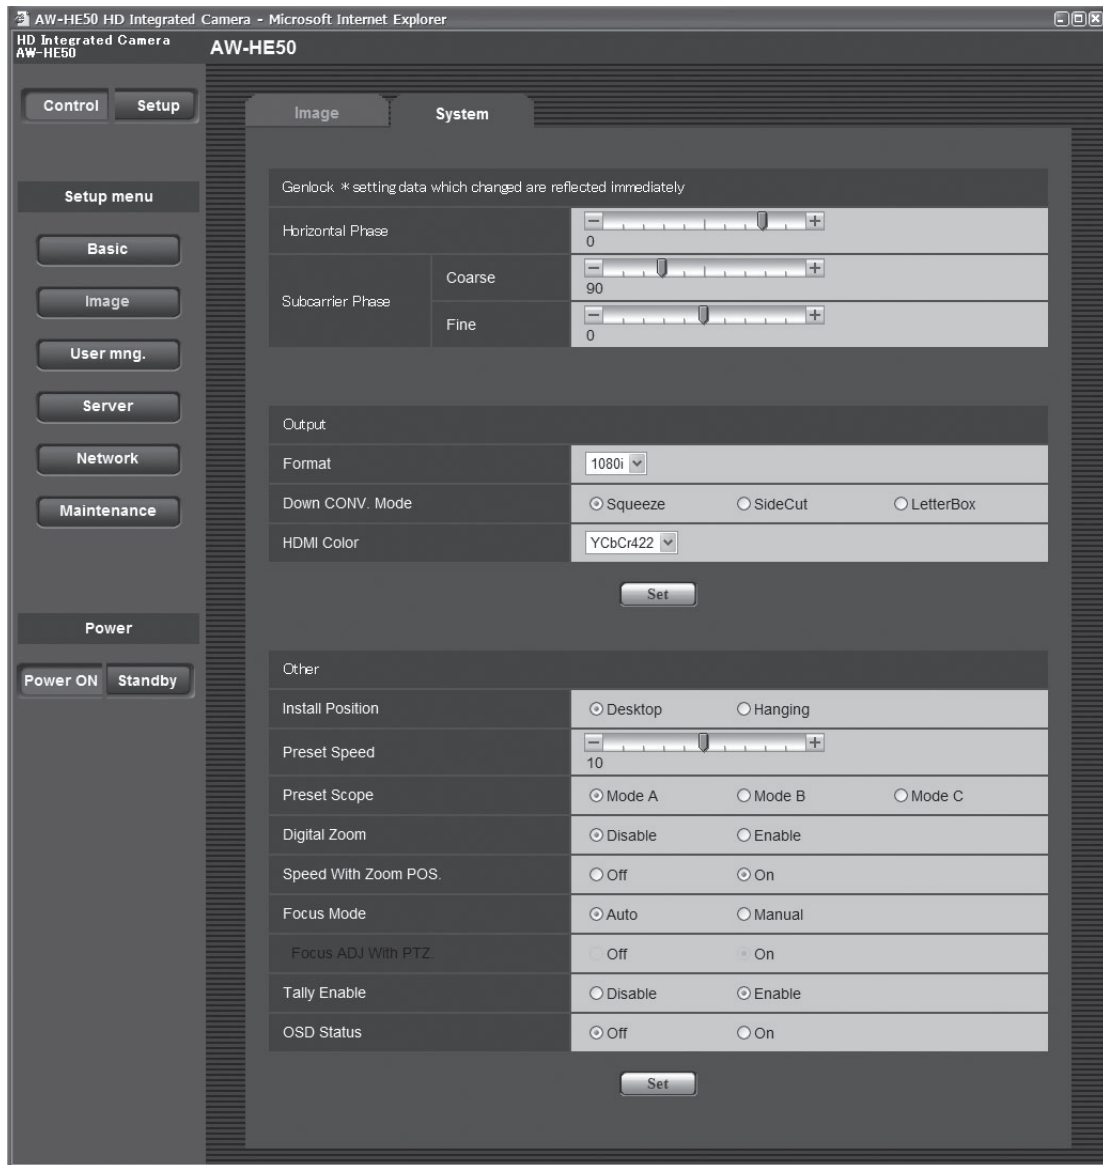 AW-HE50 HD Integrated Camera - Microsoft Internet Explorer
HD Integrated Camera
AW-HE50
AW-HE50
Control Setup
Setup menu
Basic
Image
User mng.
Server
Network
Maintenance
Power
Power ON Standby
Image System
Genlock *setting data which changed are reflected immediately
Horizontal Phase
0
Subcarrier Phase
Coarse
90
Fine
0
Output
Format 1080i
Down CONV. Mode Squeeze SideCut LetterBox
HDMI Color YCbCr422
Set
Other
Install Position Desktop Hanging
Preset Speed
10
Preset Scope Mode A Mode B Mode C
Digital Zoom Disable Enable
Speed With Zoom POS. Off On
Focus Mode Auto Manual
Focus ADJ With PTZ. Off On
Tally Enable Disable Enable
OSD Status Off On
Set